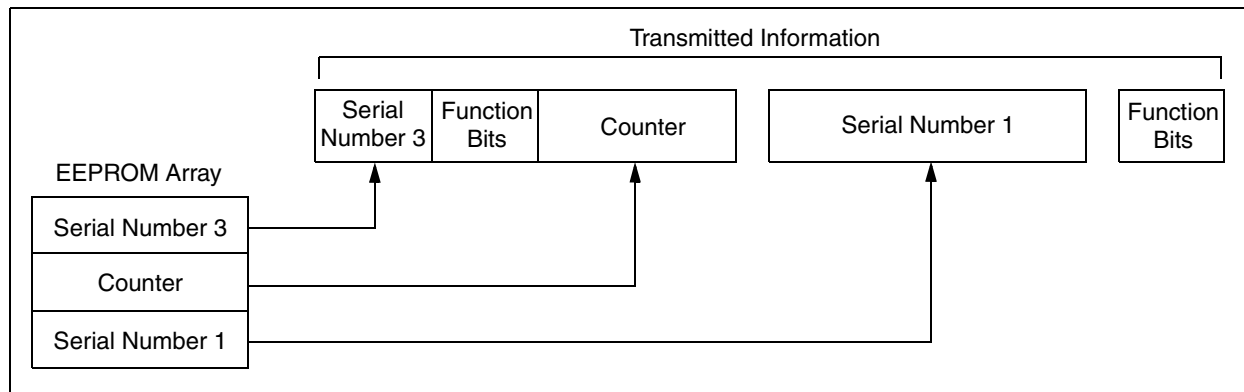 Transmitted Information
Serial
Number 3
Function
Bits
Counter
Serial Number 1
Function
Bits
EEPROM Array
Serial Number 3
Counter
Serial Number 1